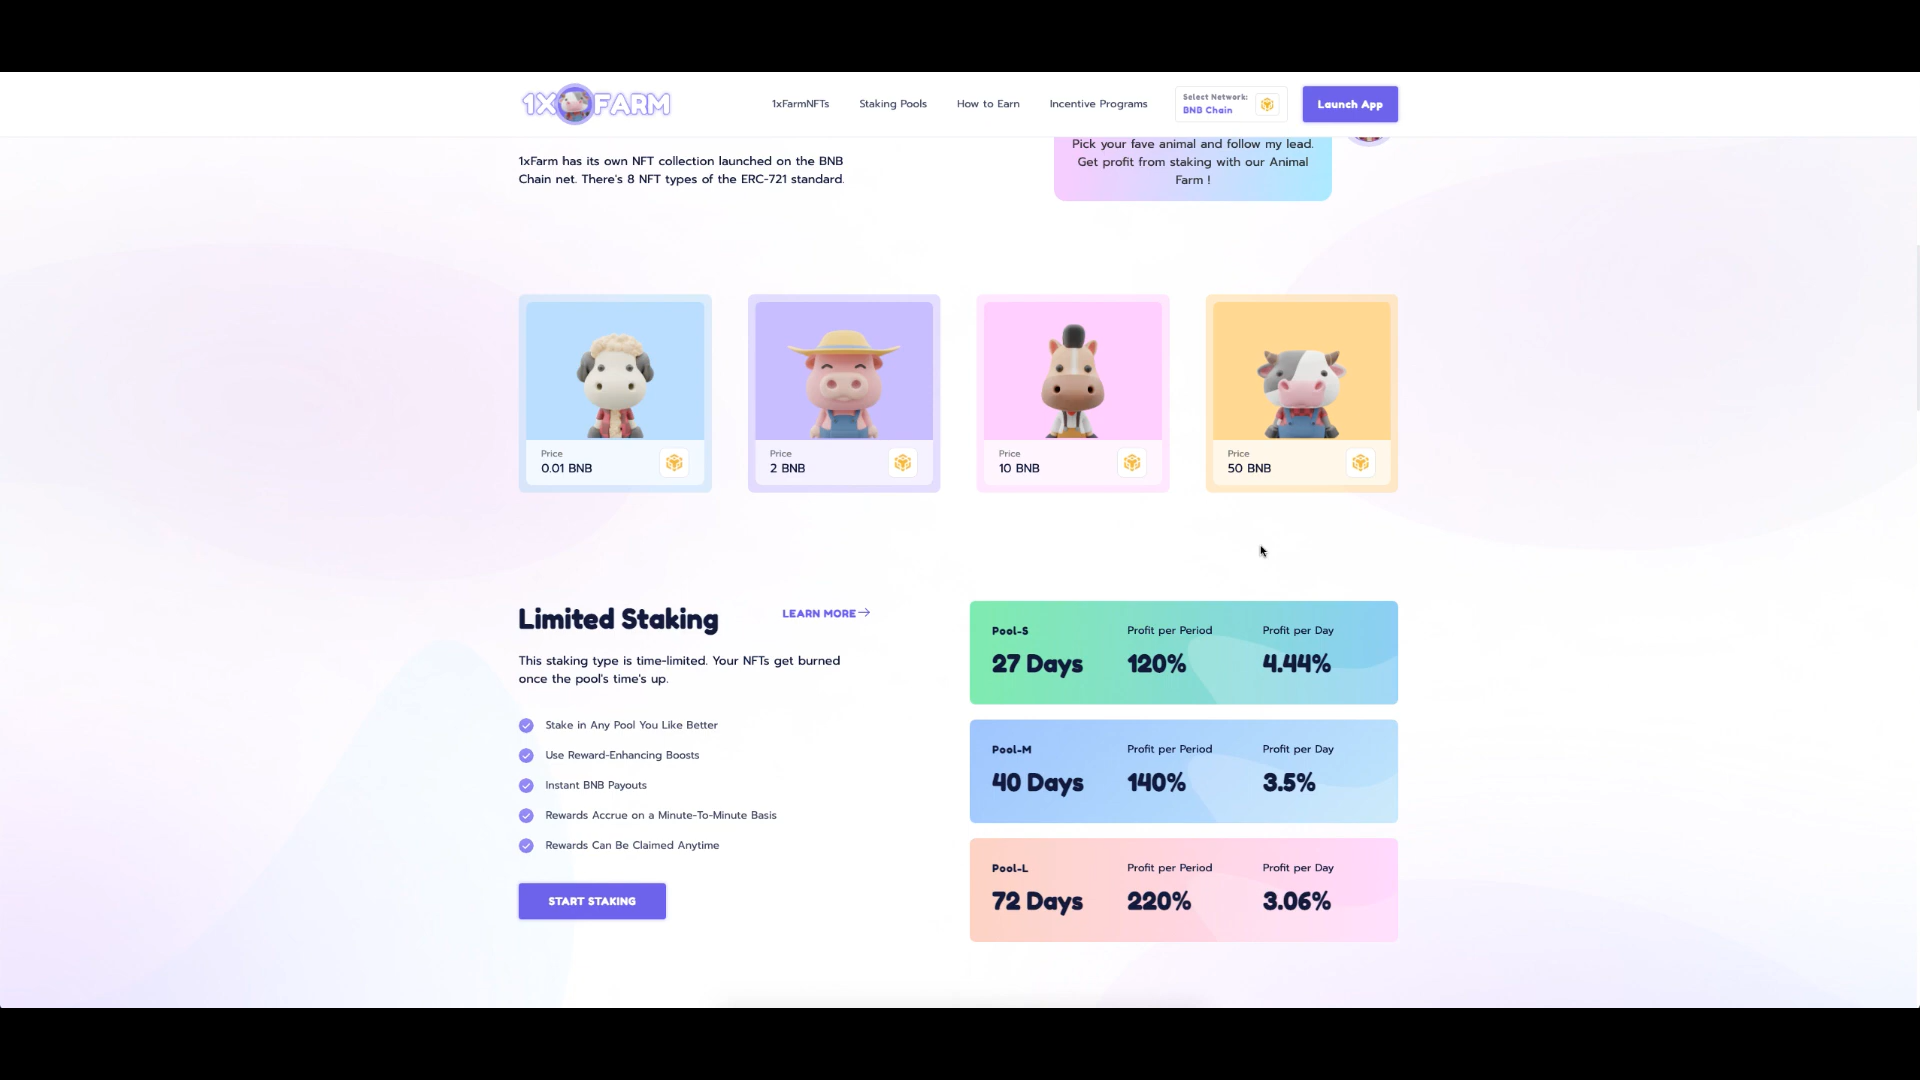 1X FARM
1xFarmNFTs
Staking Pools
How to Earn
Incentive Programs
Select Network:
BNB Chain
Launch App
1xFarm has its own NFT collection launched on the BNB
Chain net. There's 8 NFT types of the ERC-721 standard.
Pick your fave animal and follow my lead.
Get profit from staking with our Animal
Farm !
Price
0.01 BNB
Price
2 BNB
Price
10 BNB
Price
50 BNB
Limited Staking
LEARN MORE
This staking type is time-limited. Your NFTs get burned
once the pool's time's up.
Stake in Any Pool You Like Better
Use Reward-Enhancing Boosts
Instant BNB Payouts
Rewards Accrue on a Minute-To-Minute Basis
Rewards Can Be Claimed Anytime
START STAKING
Pool-S
Profit per Period
Profit per Day
27 Days
120%
4.44%
Pool-M
Profit per Period
Profit per Day
40 Days
140%
3.5%
Pool-L
Profit per Period
Profit per Day
72 Days
220%
3.06%